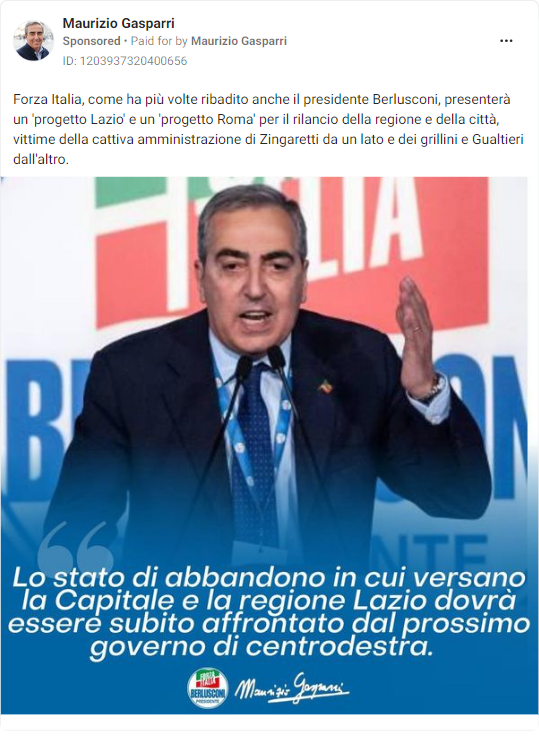 Maurizio Gasparri
Sponsored • Paid for by Maurizio Gasparri
ID: 1203937320400656
Forza Italia, come ha più volte ribadito anche il presidente Berlusconi, presenterà
un 'progetto Lazio' e un 'progetto Roma' per il rilancio della regione e della città,
vittime della cattiva amministrazione di Zingaretti da un lato e dei grillini e Gualtieri
dall'altro.
ITALIA
BERLUSCON
ENTE
Lo stato di abbandono in cui versano
la Capitale e la regione Lazio dovrà
essere subito affrontato dal prossimo
governo di centrodestra.
FORZA
ITALIA
BERLUSCONI
PRESIDENTE
Maurizio Gasparri